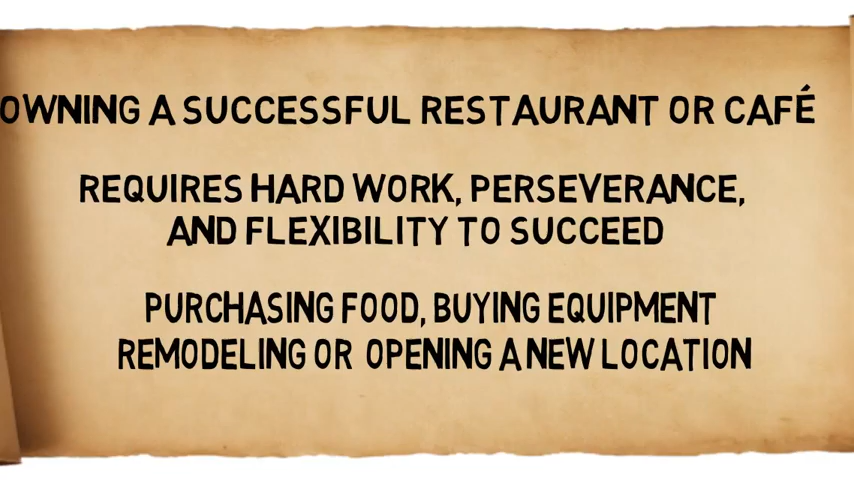 OWNING A SUCCESSFUL RESTAURANT OR CAFÉ
REQUIRES HARD WORK, PERSEVERANCE,
AND FLEXIBILITY TO SUCCEED
PURCHASING FOOD, BUYING EQUIPMENT
REMODELING OR OPENING A NEW LOCATION